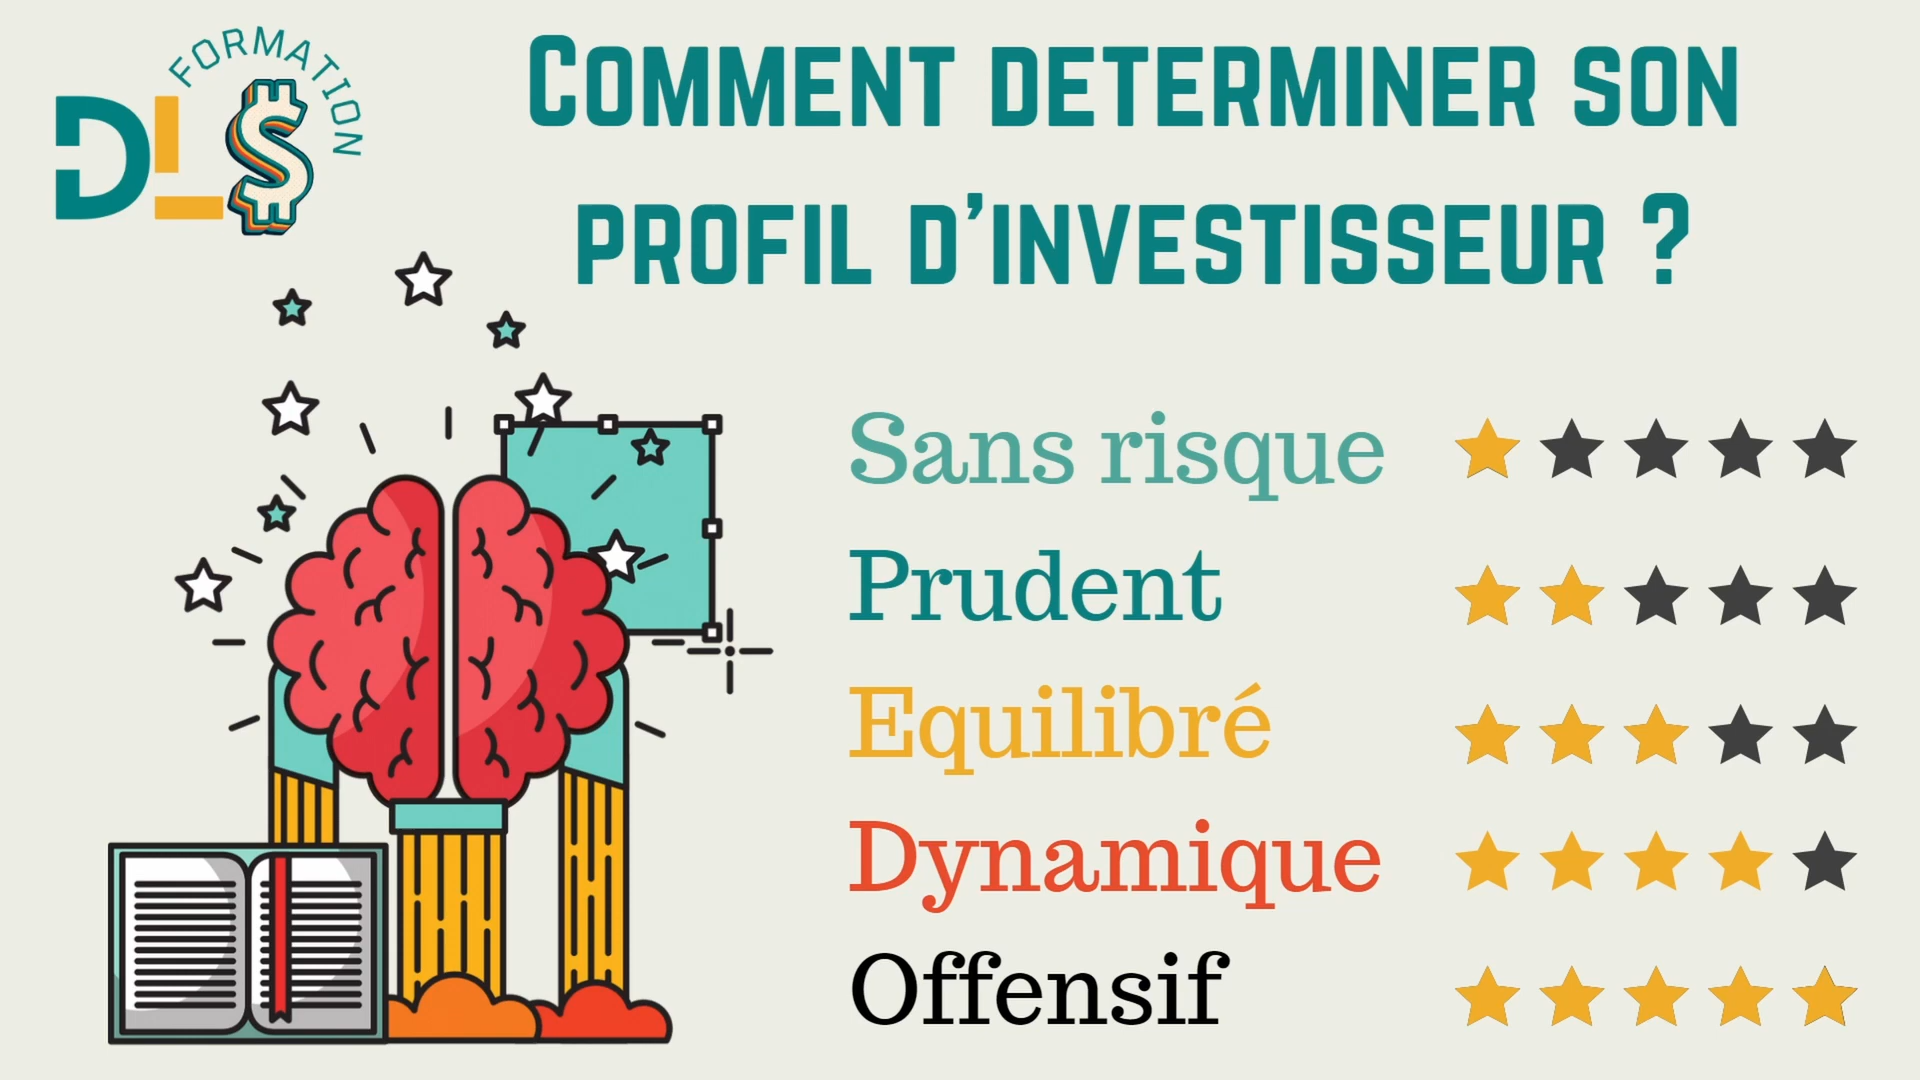 FORMATION
DL$
COMMENT DETERMINER SON
PROFIL D'INVESTISSEUR ?
Sans risque
Prudent
Equilibré
Dynamique
Offensif